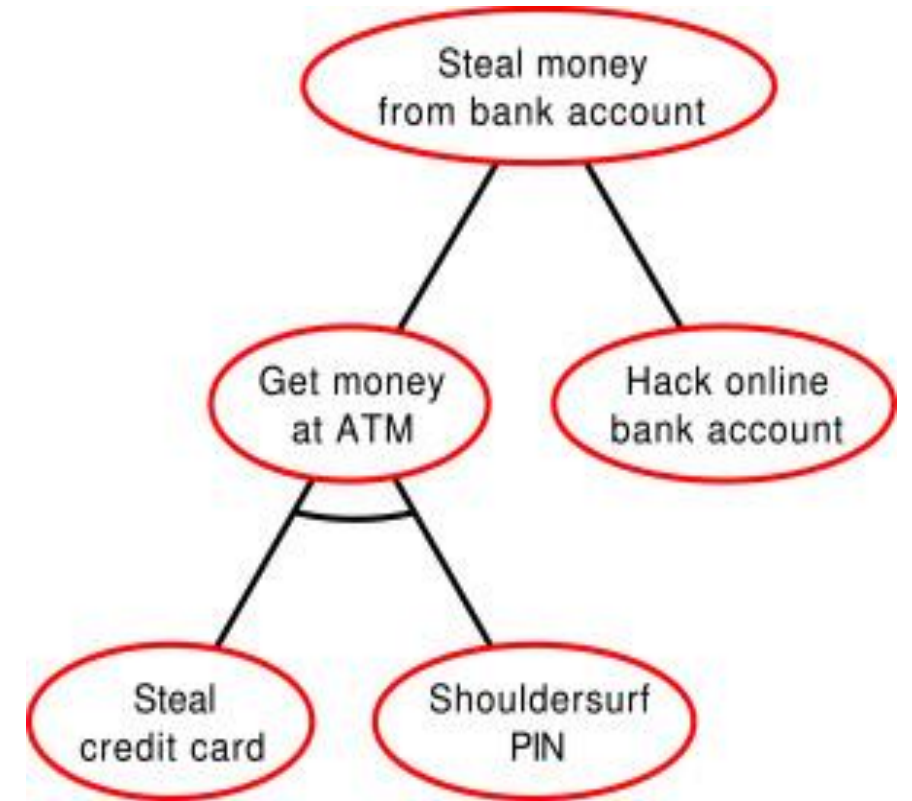 Steal money
from bank account
Get money
at ATM
Hack online
bank account
Steal
credit card
Shouldersurf
PIN